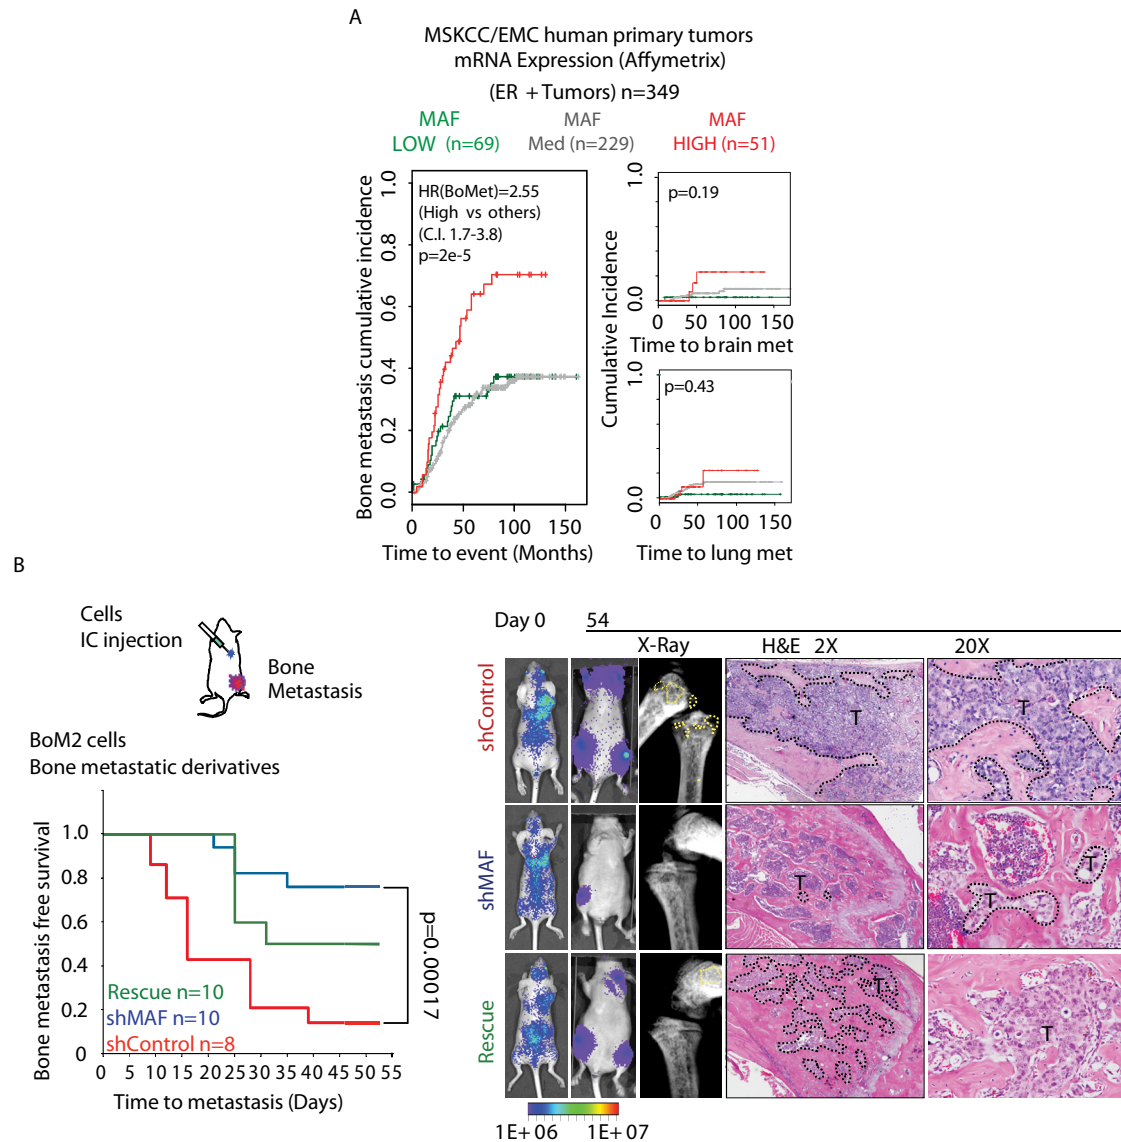 A
MSKCC/EMC human primary tumors
mRNA Expression (Affymetrix)
(ER + Tumors) n=349
MAF
LOW (n=69)
MAF
Med (n=229)
MAF
HIGH (n=51)
Bone metastasis cumulative incidence
1.0
0.8
0.6
0.4
0.2
0.0
HR(BoMet)=2.55
(High vs others)
(C.I. 1.7-3.8)
p=2e-5
0 50 100 150
Time to event (Months)
Cumulative Incidence
1.0
0.0
p=0.19
0 50 100 150
Time to brain met
1.0
0.0
p=0.43
0 50 100 150
Time to lung met
B
Cells
IC injection
Bone
Metastasis
BoM2 cells
Bone metastatic derivatives
Bone metastasis free survival
1.0
0.8
0.6
0.4
0.2
0
Rescue n=10
shMAF n=10
shControl n=8
p=0.00017
0 5 10 15 20 25 30 35 40 45 50 55
Time to metastasis (Days)
Day 0 54
X-Ray H&E 2X 20X
shControl
T
T
shMAF
T
T
T
Rescue
T
T
1E+06 1E+07